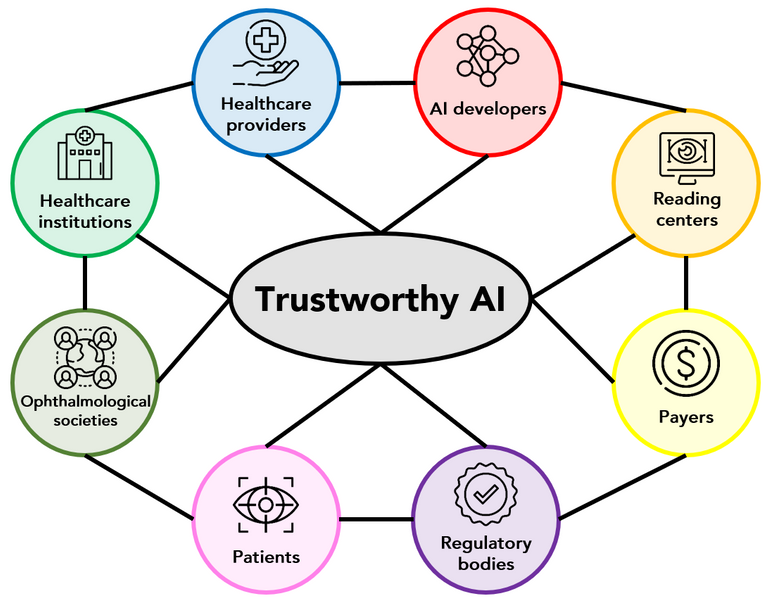 Healthcare
providers
AI developers
Healthcare
institutions
Reading
centers
Trustworthy AI
Ophthalmological
societies
Payers
Patients
Regulatory
bodies